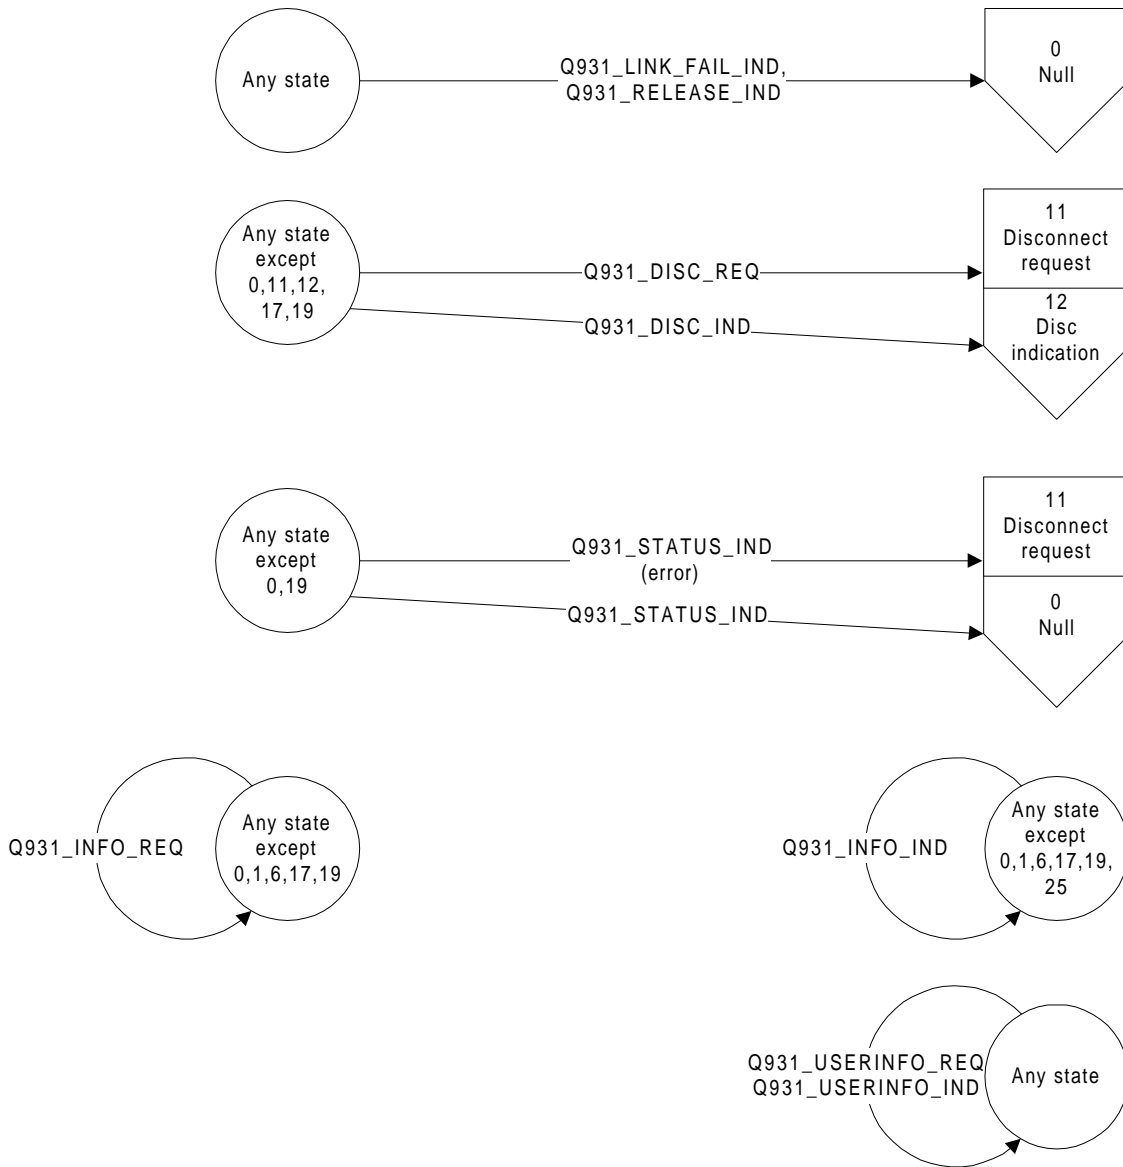 Any state
Q931_LINK_FAIL_IND,
Q931_RELEASE_IND
0
Null
Any state
except
0,11,12,
17,19
Q931_DISC_REQ
Q931_DISC_IND
11
Disconnect
request
12
Disc
indication
Any state
except
0,19
Q931_STATUS_IND
(error)
Q931_STATUS_IND
11
Disconnect
request
0
Null
Q931_INFO_REQ
Any state
except
0,1,6,17,19
Q931_INFO_IND
Any state
except
0,1,6,17,19,
25
Q931_USERINFO_REQ
Q931_USERINFO_IND
Any state